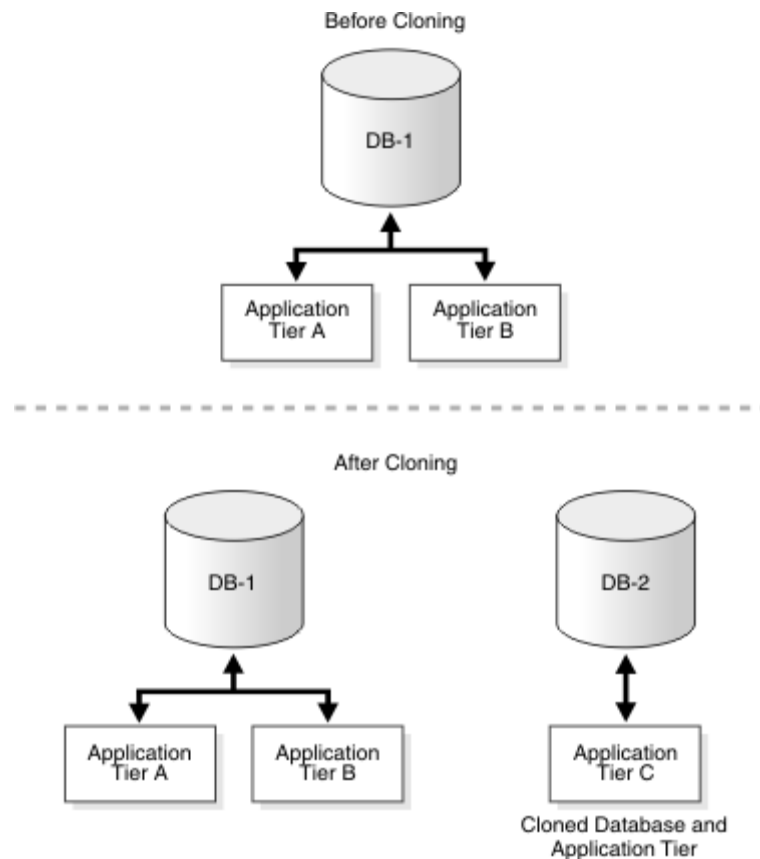 Before Cloning
DB-1
Application
Tier A
Application
Tier B
After Cloning
DB-1
DB-2
Application
Tier A
Application
Tier B
Application
Tier C
Cloned Database and
Application Tier